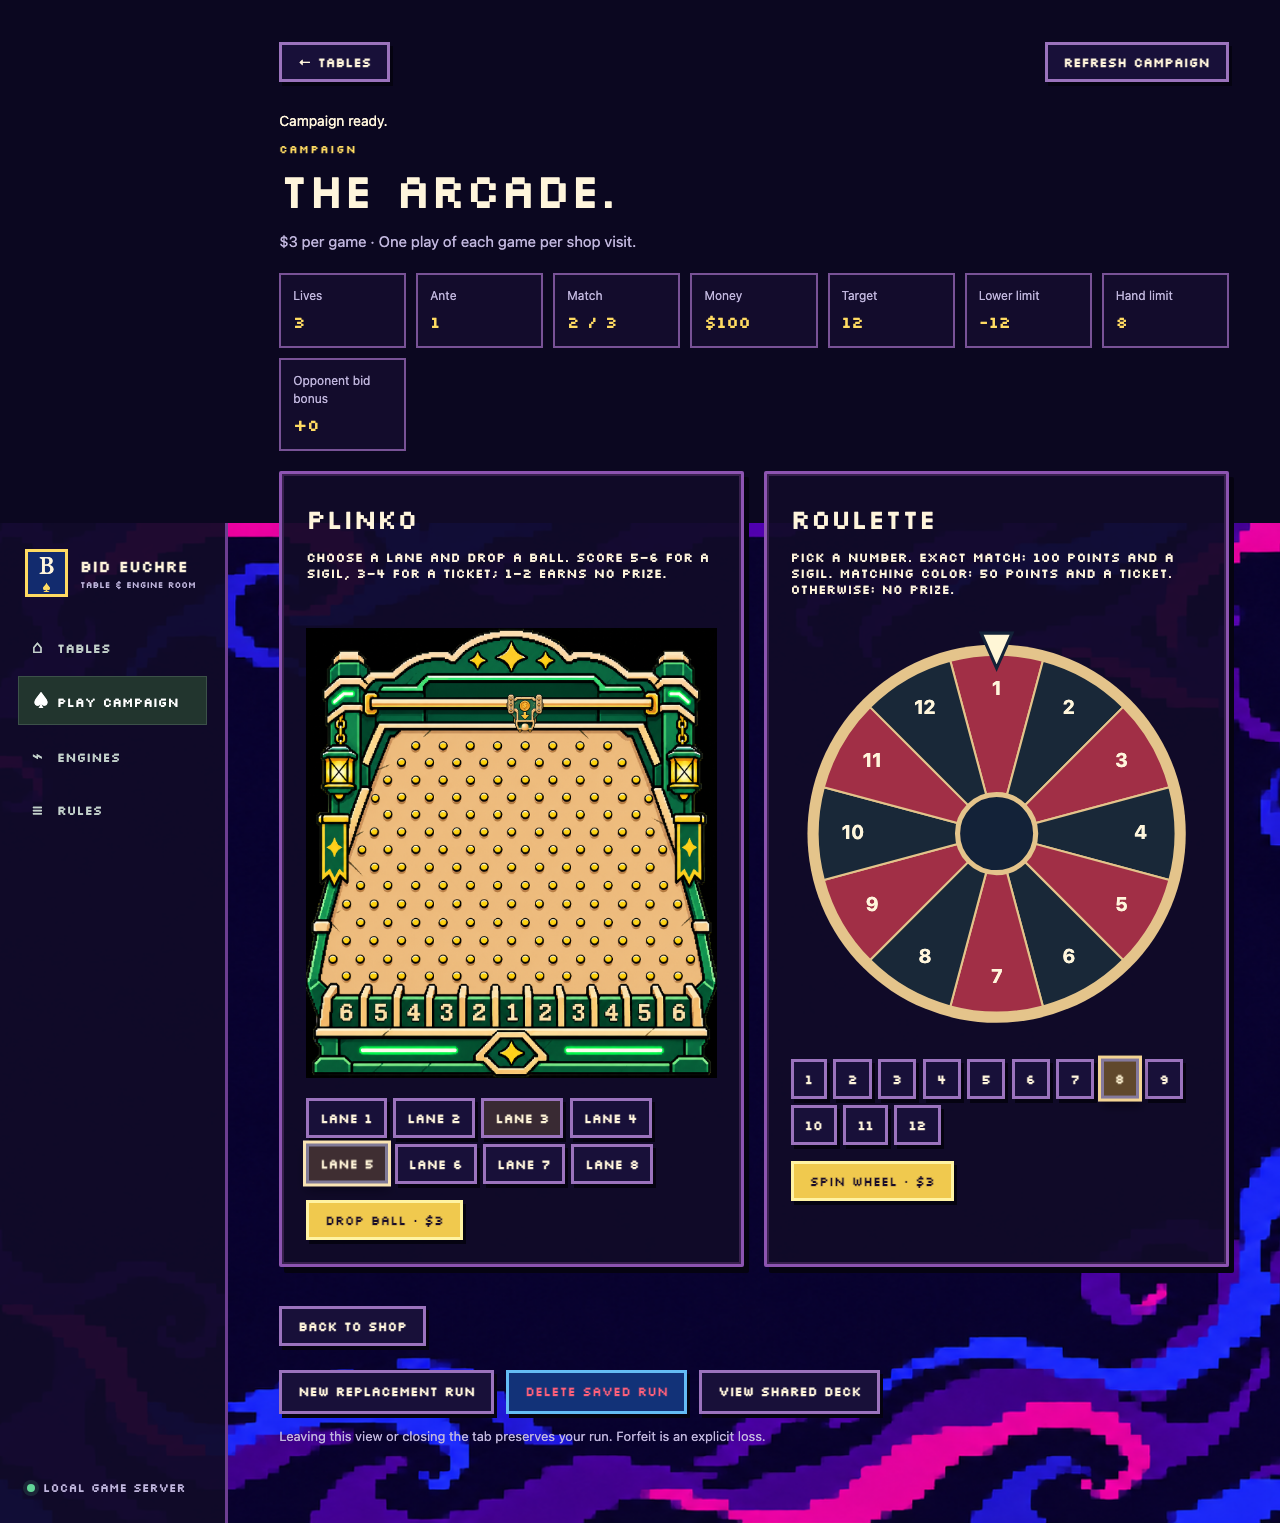 ← TABLES
REFRESH CAMPAIGN
Campaign ready.
CAMPAIGN
THE ARCADE.
$3 per game · One play of each game per shop visit.
Lives
3
Ante
1
Match
2 / 3
Money
$100
Target
12
Lower limit
-12
Hand limit
8
Opponent bid
bonus
+0
B
BID EUCHRE
TABLE & ENGINE ROOM
TABLES
PLAY CAMPAIGN
ENGINES
RULES
LOCAL GAME SERVER
PLINKO
CHOOSE A LANE AND DROP A BALL. SCORE 5-6 FOR A
SIGIL, 3-4 FOR A TICKET; 1-2 EARNS NO PRIZE.
6 5 4 3 2 1 2 3 4 5 6
LANE 1
LANE 2
LANE 3
LANE 4
LANE 5
LANE 6
LANE 7
LANE 8
DROP BALL · $3
ROULETTE
PICK A NUMBER. EXACT MATCH: 100 POINTS AND A
SIGIL. MATCHING COLOR: 50 POINTS AND A TICKET.
OTHERWISE: NO PRIZE.
1
2
3
4
5
6
7
8
9
10
11
12
1 2 3 4 5 6 7 8 9
10 11 12
SPIN WHEEL · $3
BACK TO SHOP
NEW REPLACEMENT RUN
DELETE SAVED RUN
VIEW SHARED DECK
Leaving this view or closing the tab preserves your run. Forfeit is an explicit loss.